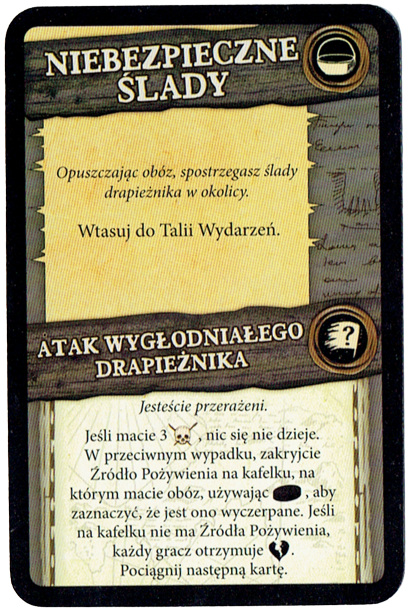 NIEBEZPIECZNE
ŚLADY
Opuszczając obóz, spostrzegasz ślady
drapieżnika w okolicy.
Wtasuj do Talii Wydarzeń.
ATAK WYGŁODNIAŁEGO
DRAPIEŻNIKA
?
Jesteście przerażeni.
Jeśli macie 3 , nic się nie dzieje.
W przeciwnym wypadku, zakryjcie
Źródło Pożywienia na kafelku, na
którym macie obóz, używając , aby
zaznaczyć, że jest ono wyczerpane. Jeśli
na kafelku nie ma Źródła Pożywienia,
każdy gracz otrzymuje .
Pociągnij następną kartę.